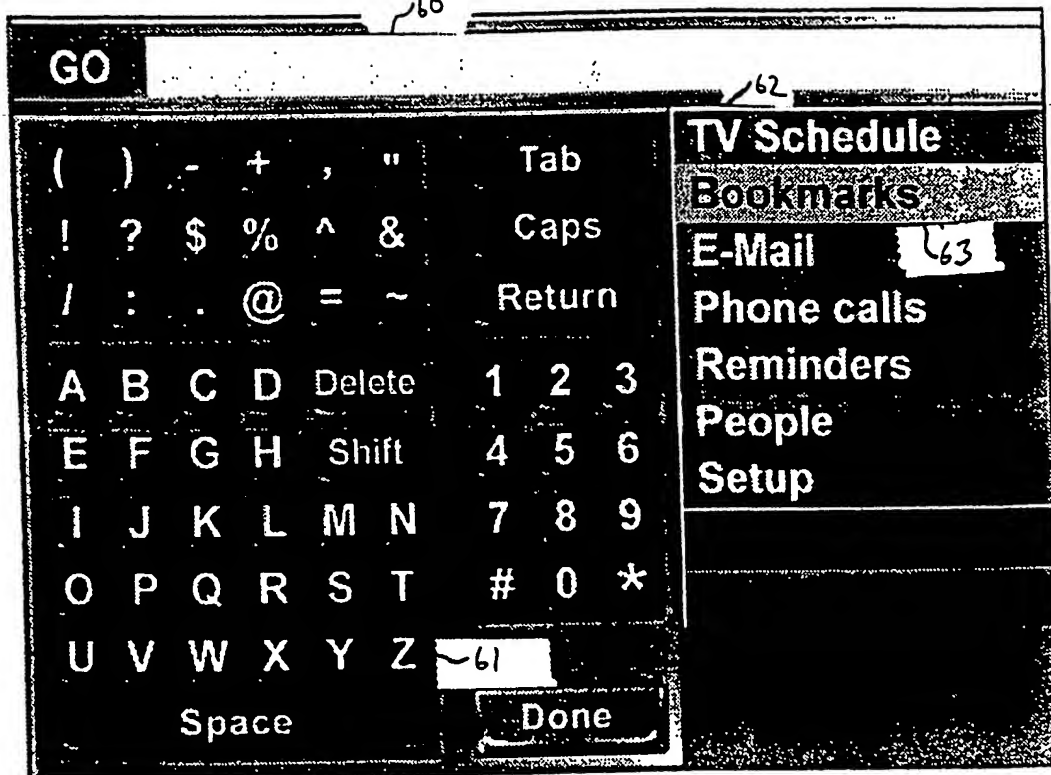 60
GO
62
( ) - + , " Tab
! ? $ % ^ & Caps
/ : . @ = ~ Return
A B C D Delete 1 2 3
E F G H Shift 4 5 6
I J K L M N 7 8 9
O P Q R S T # 0 *
U V W X Y Z 61
Space Done
TV Schedule
Bookmarks
63
E-Mail
Phone calls
Reminders
People
Setup